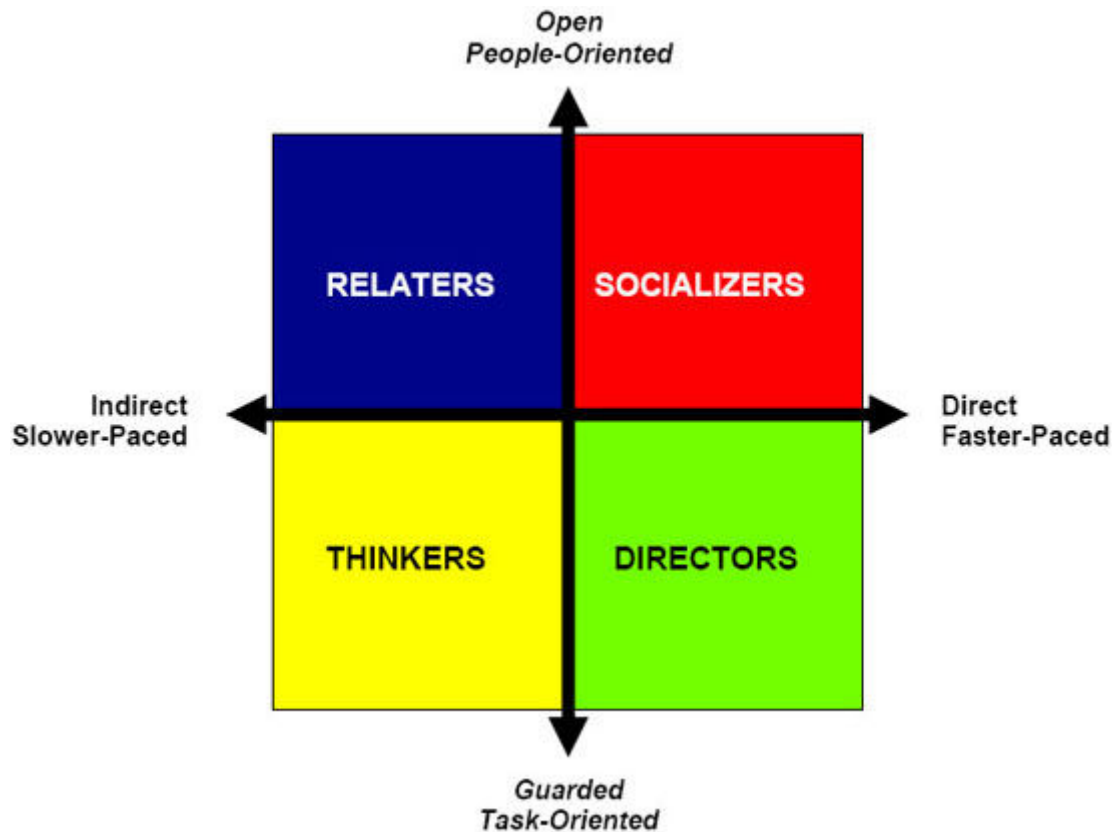 Open
People-Oriented
RELATERS
SOCIALIZERS
Indirect
Slower-Paced
Direct
Faster-Paced
THINKERS
DIRECTORS
Guarded
Task-Oriented